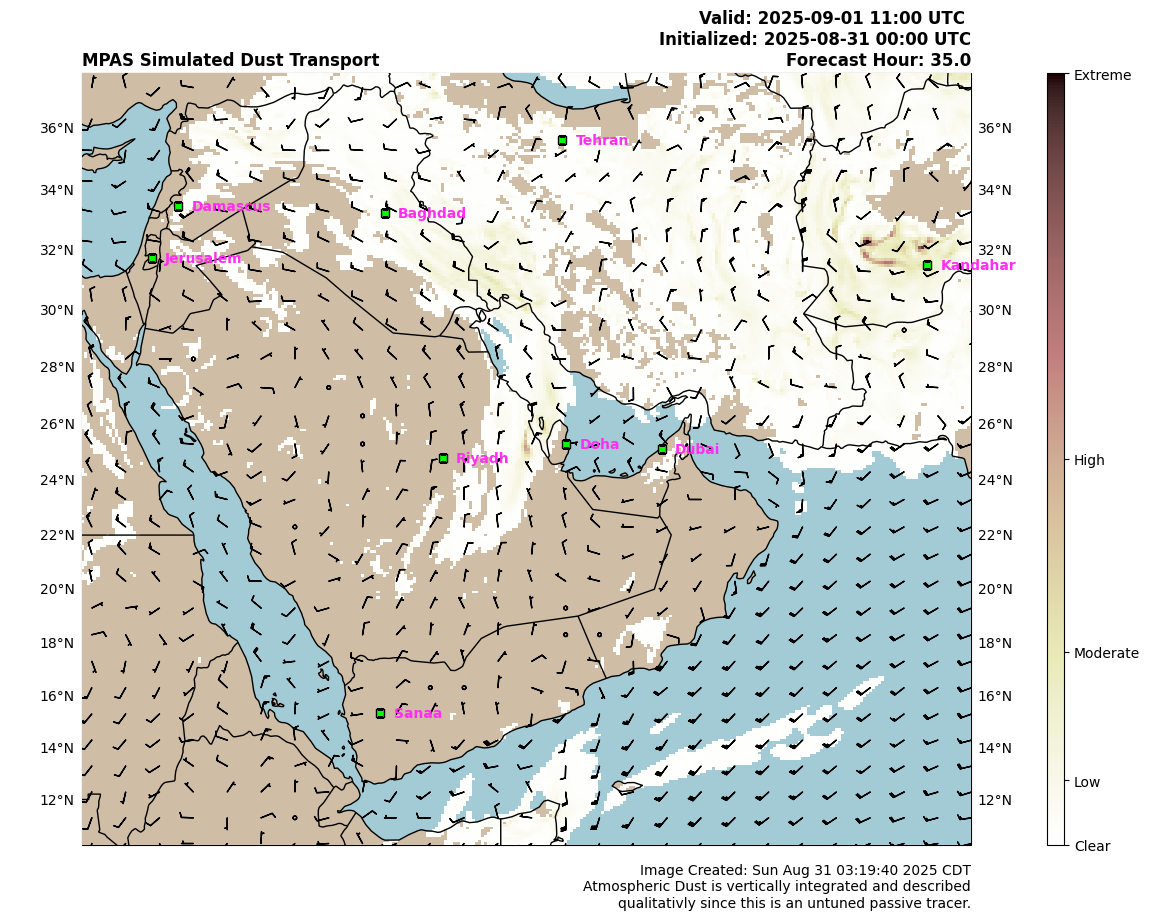 Valid: 2025-09-01 11:00 UTC
Initialized: 2025-08-31 00:00 UTC
MPAS Simulated Dust Transport
Forecast Hour: 35.0
Extreme
High
Moderate
Low
Clear
36°N
34°N
32°N
30°N
28°N
26°N
24°N
22°N
20°N
18°N
16°N
14°N
12°N
36°N
34°N
32°N
30°N
28°N
26°N
24°N
22°N
20°N
18°N
16°N
14°N
12°N
Tehran
Damascus
Baghdad
Jerusalem
Kandahar
Doha
Dubai
Riyadh
Sanaa
Image Created: Sun Aug 31 03:19:40 2025 CDT
Atmospheric Dust is vertically integrated and described
qualitativly since this is an untuned passive tracer.